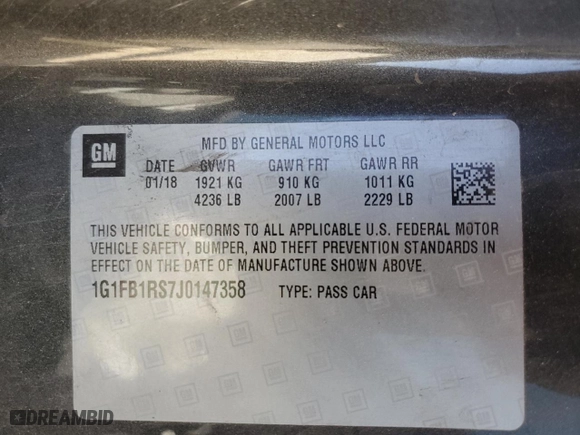 GM
MFD BY GENERAL MOTORS LLC
DATE GVWR GAWR FRT GAWR RR
01/18 1921 KG 910 KG 1011 KG
4236 LB 2007 LB 2229 LB
THIS VEHICLE CONFORMS TO ALL APPLICABLE U.S. FEDERAL MOTOR
VEHICLE SAFETY, BUMPER, AND THEFT PREVENTION STANDARDS IN
EFFECT ON THE DATE OF MANUFACTURE SHOWN ABOVE.
1G1FB1RS7J0147358 TYPE: PASS CAR
DREAMBID